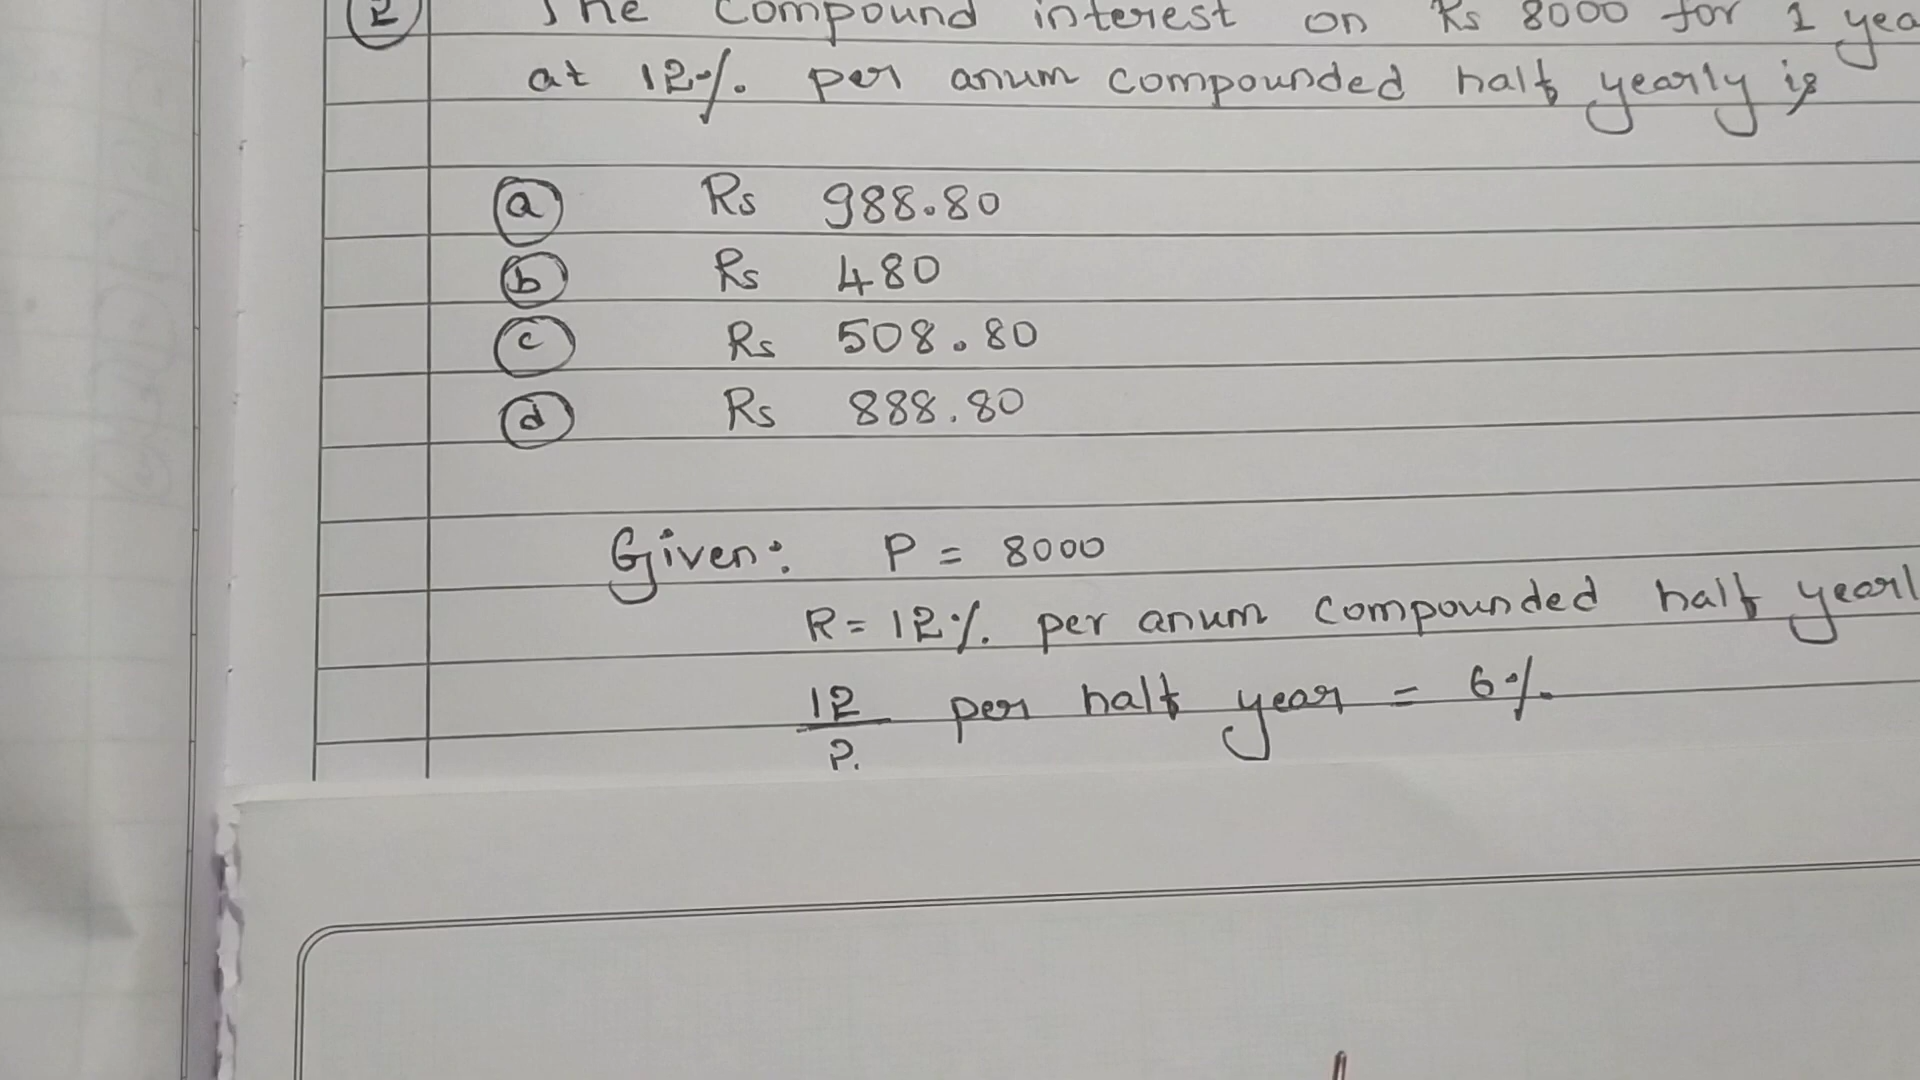 2 The compound interest on Rs 8000 for 1 yea
at 12% per anum compounded half yearly is
a Rs 988.80
b Rs 480
c Rs 508.80
d Rs 888.80
Given: P = 8000
R = 12% per anum compounded half yearl
12/2 per half year = 6%